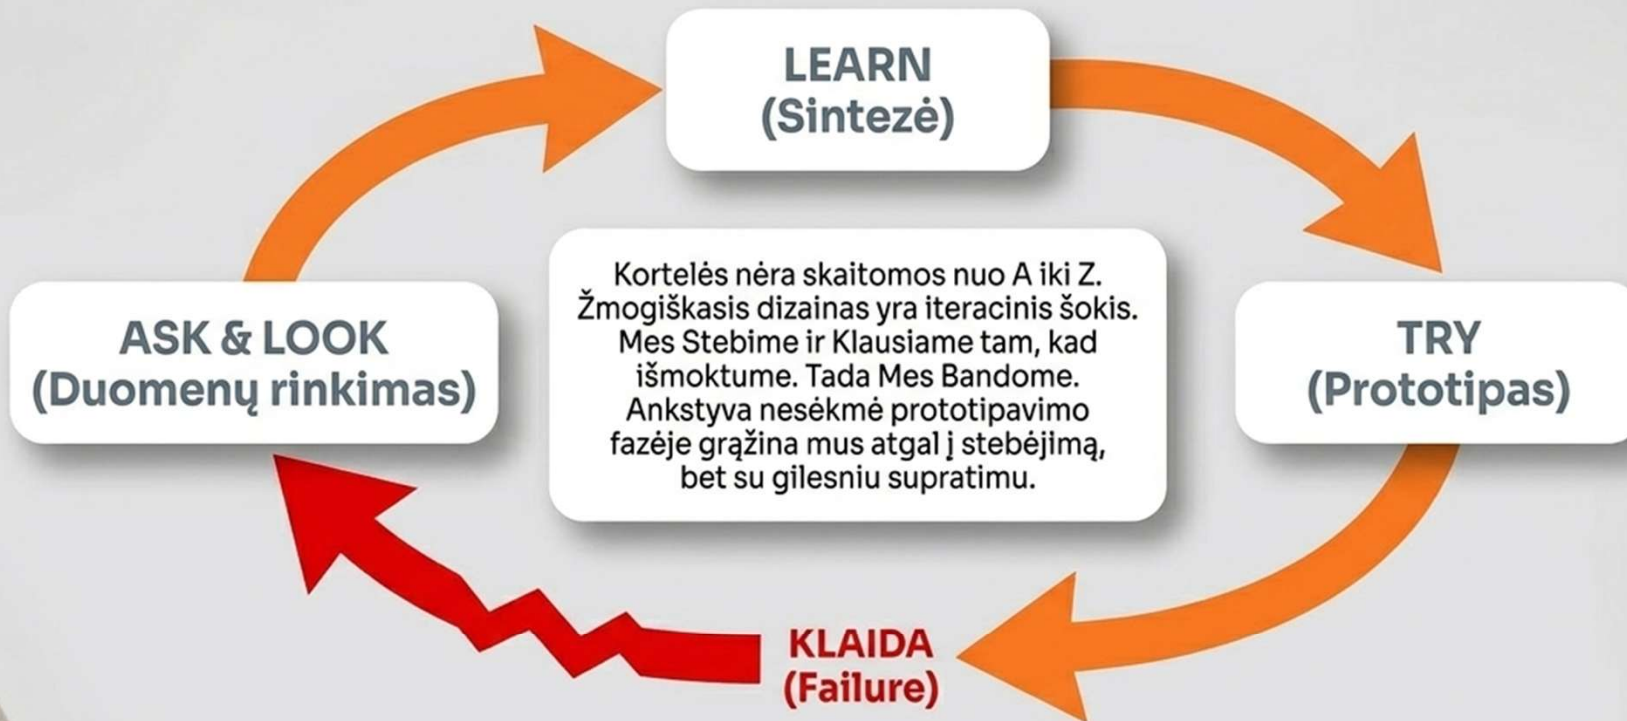 LEARN
(Sintezė)
Kortelės nėra skaitomos nuo A iki Z.
Žmogiškasis dizainas yra iteracinis šokis.
Mes Stebime ir Klausiame tam, kad
išmoktume. Tada Mes Bandome.
Ankstyva nesėkmė prototipavimo
fazėje grąžina mus atgal į stebėjimą,
bet su gilesniu supratimu.
ASK & LOOK
(Duomenų rinkimas)
TRY
(Prototipas)
KLAIDA
(Failure)